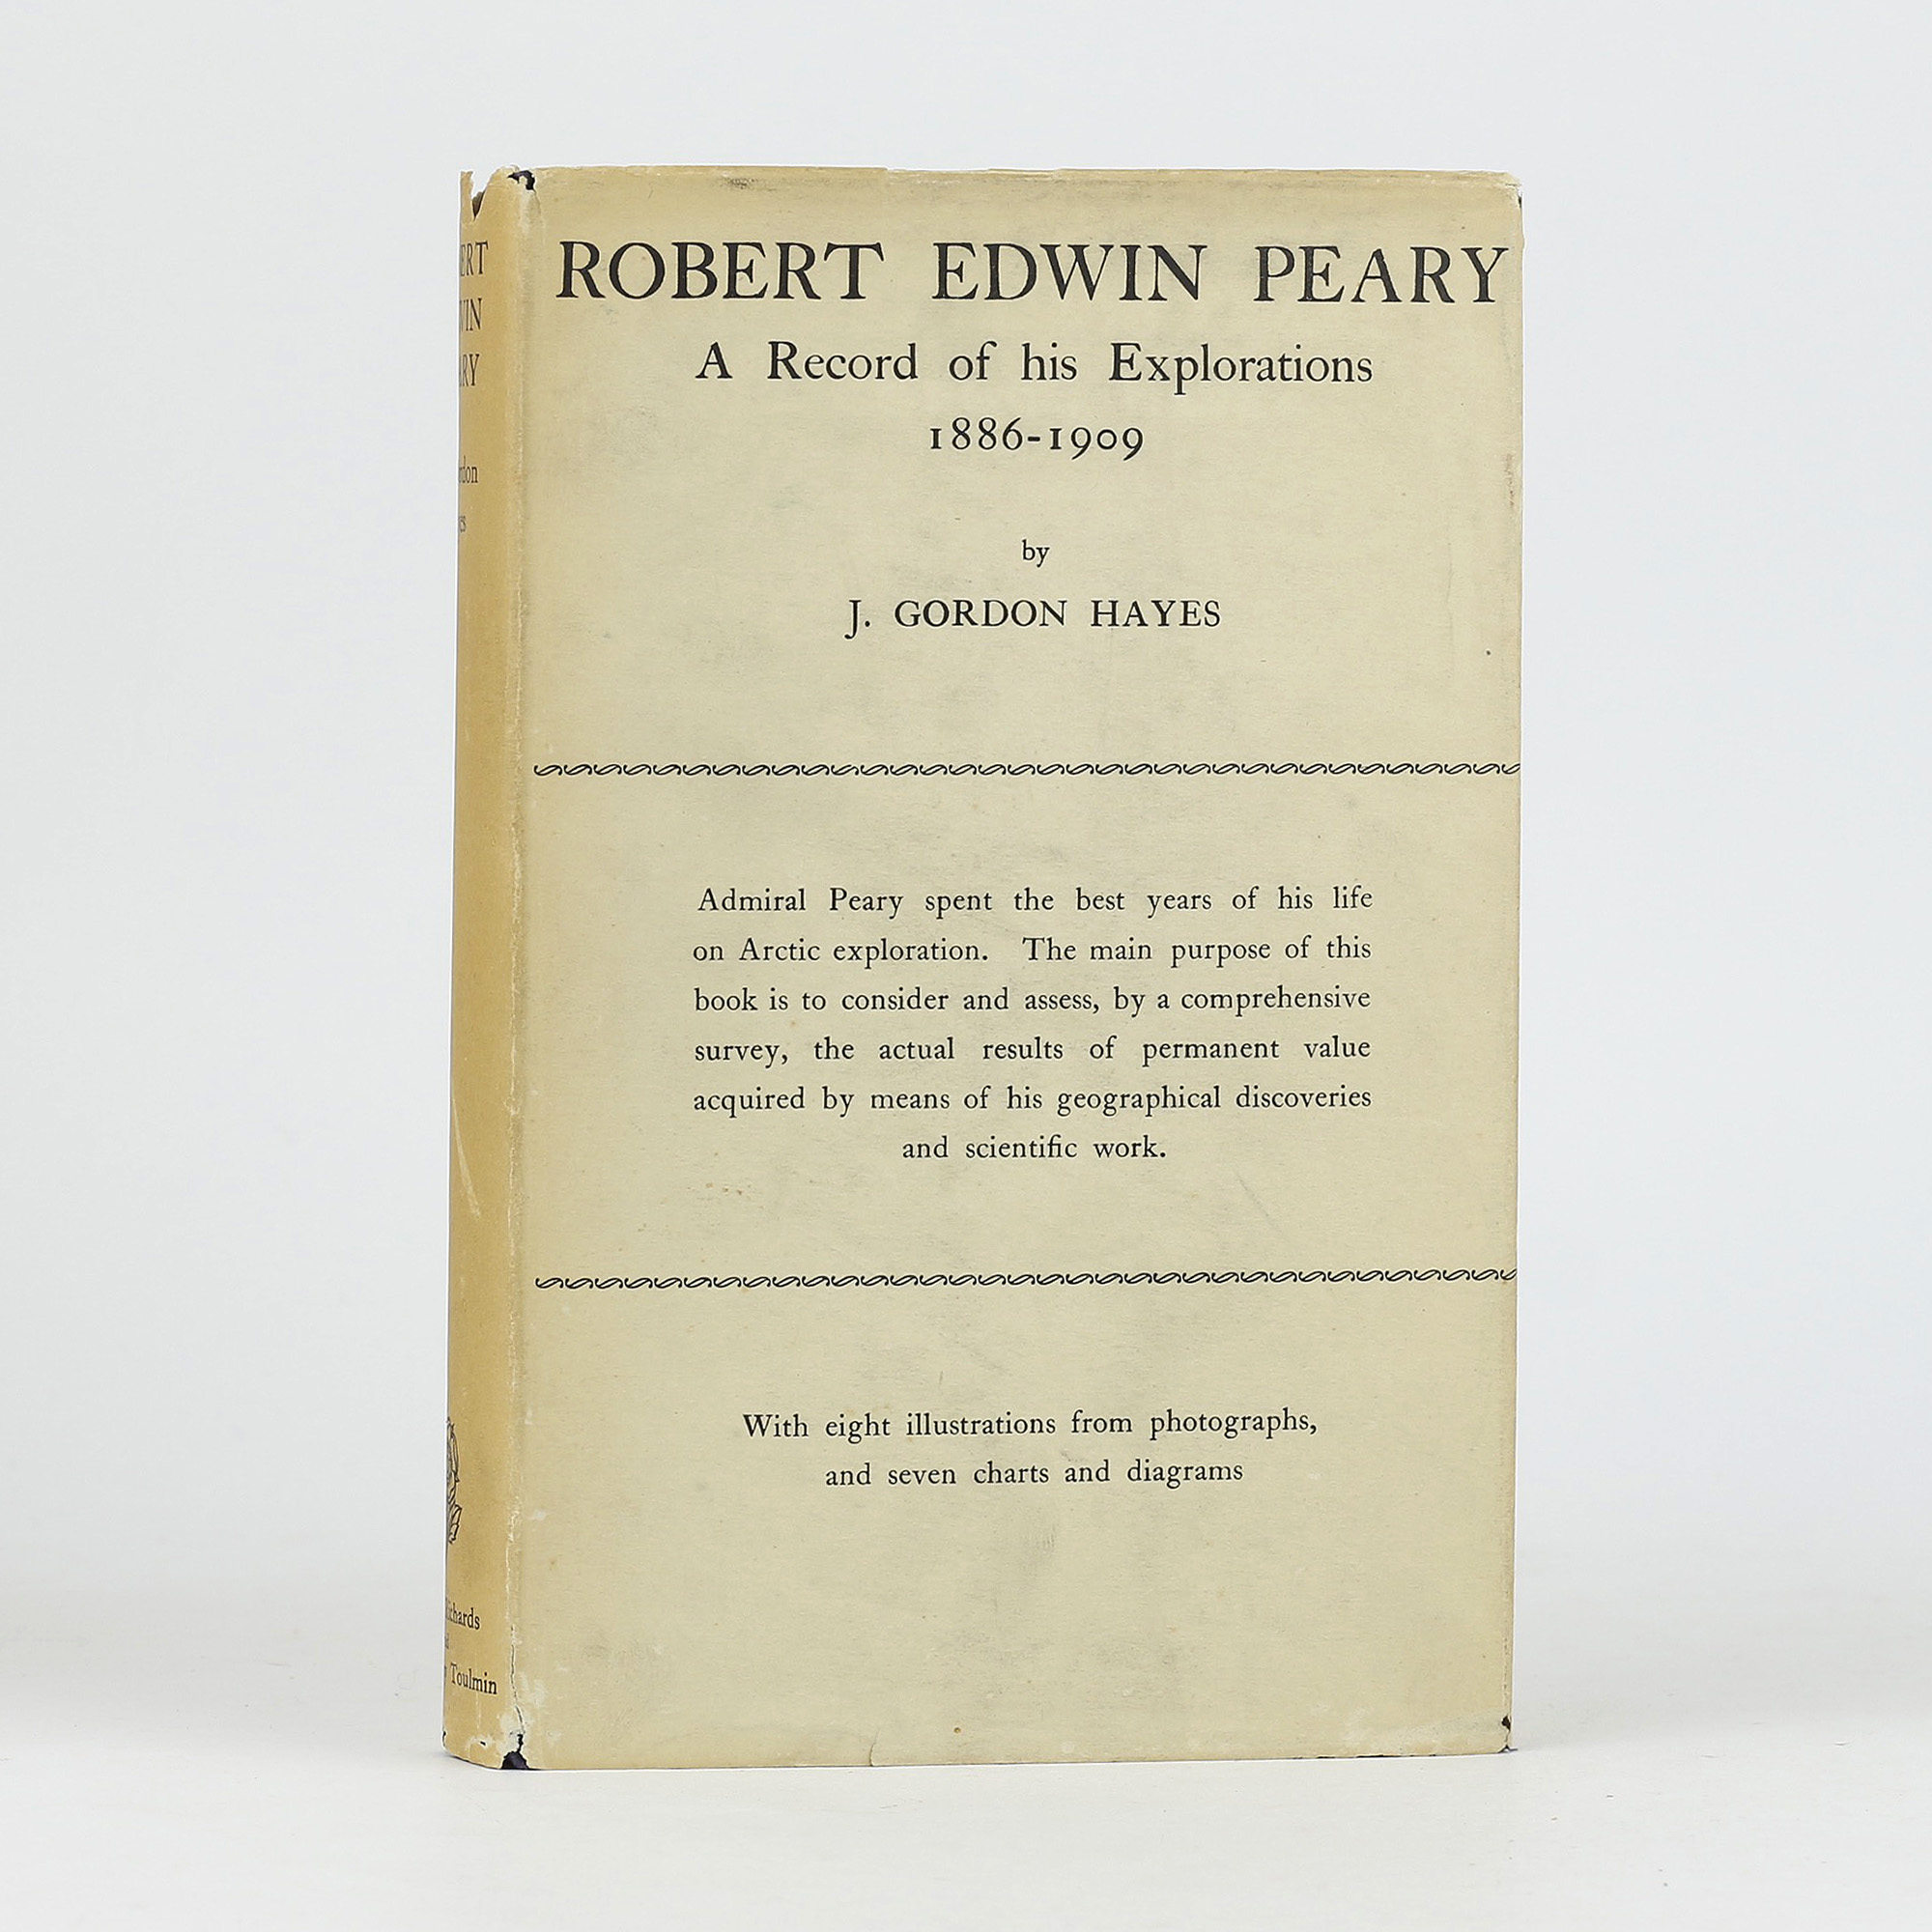 ROBERT EDWIN PEARY
A Record of his Explorations
1886-1909
by
J. GORDON HAYES
Admiral Peary spent the best years of his life
on Arctic exploration. The main purpose of this
book is to consider and assess, by a comprehensive
survey, the actual results of permanent value
acquired by means of his geographical discoveries
and scientific work.
With eight illustrations from photographs,
and seven charts and diagrams
Toulmin